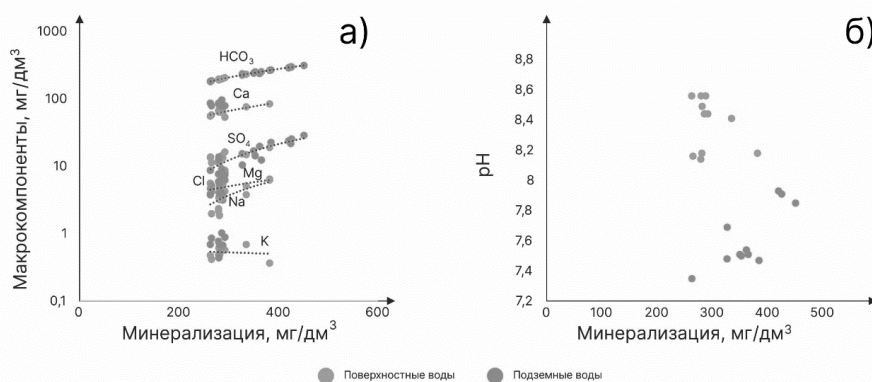 а)
Макрокомпоненты, мг/дм³
1000
100
10
1
0,1
HCO₃
Ca
SO₄
Mg
Cl
Na
K
0
200
400
600
Минерализация, мг/дм³
б)
pH
8,8
8,6
8,4
8,2
8
7,8
7,6
7,4
7,2
0
100
200
300
400
500
Минерализация, мг/дм³
Поверхностные воды
Подземные воды